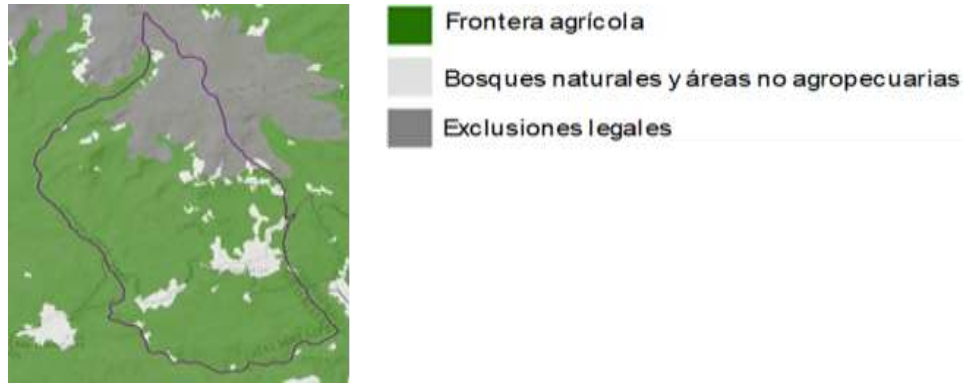 Frontera agrícola
Bosques naturales y áreas no agropecuarias
Exclusiones legales